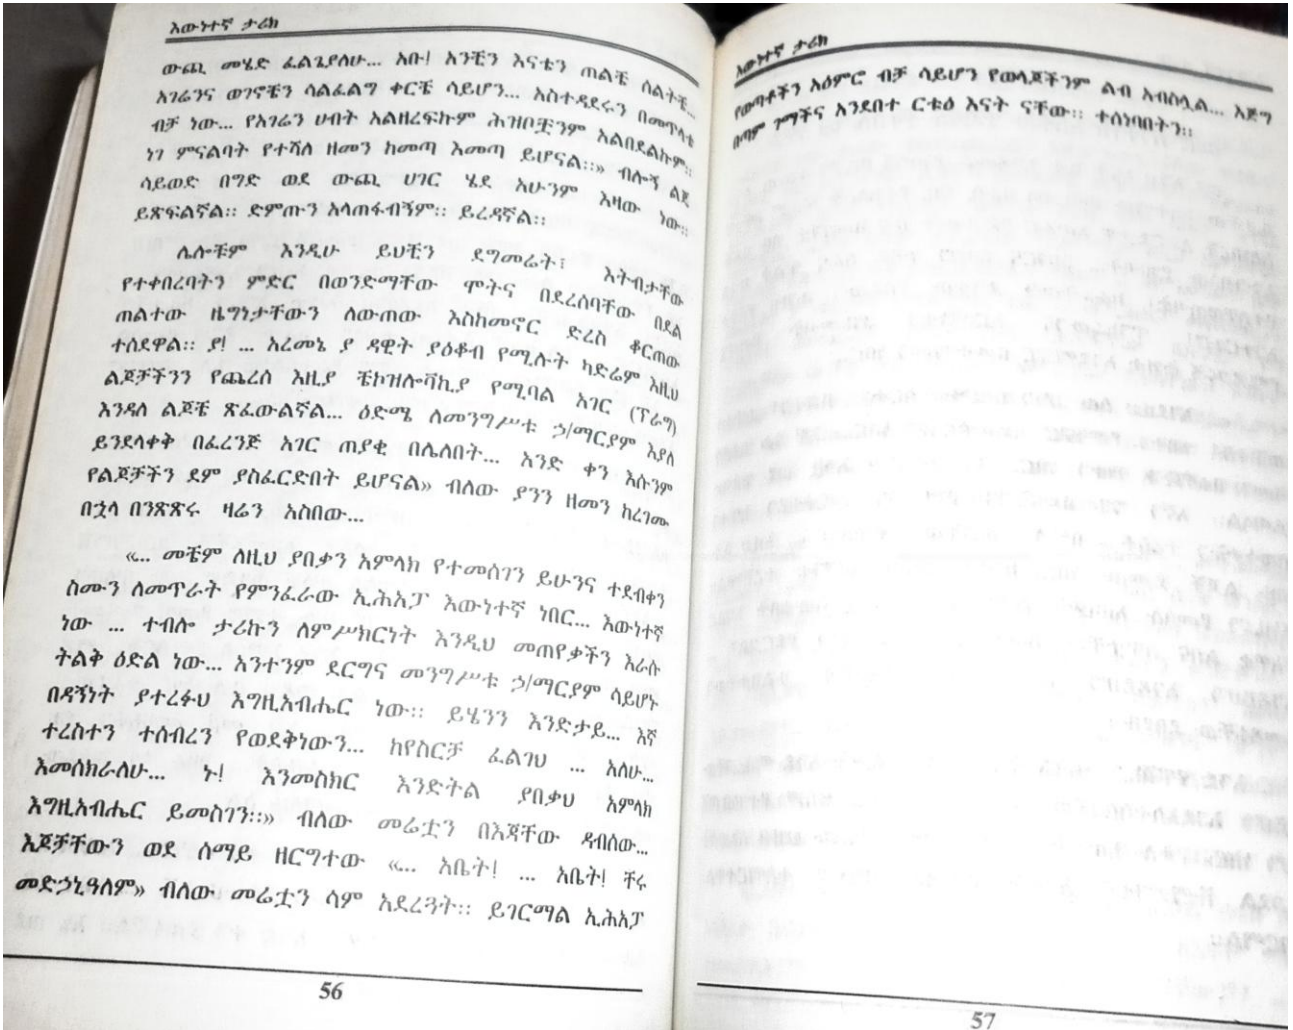 እውነተኛ ታሪክ
ውጪ መሄድ ፈልጌያለሁ... አቡ! አንቺን እናቴን ጠልቼ ሰልትቼ...
አገሬንና ወገኖቼን ሳልፈልግ ቀርቼ ሳይሆን... አስተዳደሩን በመጥላቴ
ብቻ ነው... የአገሬን ሀብት አልዘረፍኩም ሕዝቦቿንም አልበደልኩም።
ነገ ምናልባት የተሻለ ዘመን ከመጣ እመጣ ይሆናል።» ብሎኝ ልጄ
ሳይወድ በግድ ወደ ውጪ ሀገር ሄደ አሁንም እዛው ነው።
ይጽፍልኛል። ድምጡን አላጠፋብኝም። ይረዳኛል።
ሌሎቹም እንዲሁ ይህቺን ደግመሬት፣ እትብታቸው
የተቀበረባትን ምድር በወንድማቸው ሞትና በደረሰባቸው በደል
ጠልተው ዜግነታቸውን ለውጠው እስከመኖር ድረስ ቆርጠው
ተሰደዋል። ያ! ... አረመኔ ያ ዳዊት ያዕቆብ የሚሉት ካድሬም እዚህ
ልጆቻችንን የጨረሰ እዚያ ቼኮዝሎቫኪያ የሚባል አገር (ፕራግ)
እንዳለ ልጆቼ ጽፈውልኛል... ዕድሜ ለመንግሥቱ ኃ/ማርያም እያለ
ይንደላቀቅ በፈረንጅ አገር ጠያቂ በሌለበት... አንድ ቀን እሱንም
የልጆቻችን ደም ያስፈርድበት ይሆናል» ብለው ያንን ዘመን ከረገሙ
በኋላ በንጽጽሩ ዛሬን አስበው...
«... መቼም ለዚህ ያበቃን አምላክ የተመሰገን ይሁንና ተደብቀን
ስሙን ለመጥራት የምንፈራው ኢሕአፓ እውነተኛ ነበር... እውነተኛ
ነው ... ተብሎ ታሪኩን ለምሥክርነት እንዲህ መጠየቃችን እራሱ
ትልቅ ዕድል ነው... አንተንም ደርግና መንግሥቱ ኃ/ማርያም ሳይሆኑ
በዳኝነት ያተረፉህ እግዚአብሔር ነው። ይሄንን እንድታይ... እኛ
ተረስተን ተሰብረን የወደቅነውን... ከየስርቻ ፈልገህ ... አለሁ...
እመሰክራለሁ... ኑ! እንመስክር እንድትል ያበቃህ አምላክ
እግዚአብሔር ይመስገን።» ብለው መሬቷን በእጃቸው ዳብሰው...
እጆቻቸውን ወደ ሰማይ ዘርግተው «... አቤት! ... አቤት! ቸሩ
መድኃኒዓለም» ብለው መሬቷን ሳም አደረጓት። ይገርማል ኢሕአፓ
56
እውነተኛ ታሪክ
የወጣቶችን አዕምሮ ብቻ ሳይሆን የወላጆችንም ልብ አብስሏል... እጅግ
በጣም ጎማችና አንደበተ ርቱዕ እናት ናቸው። ተሰነባበትን።
57